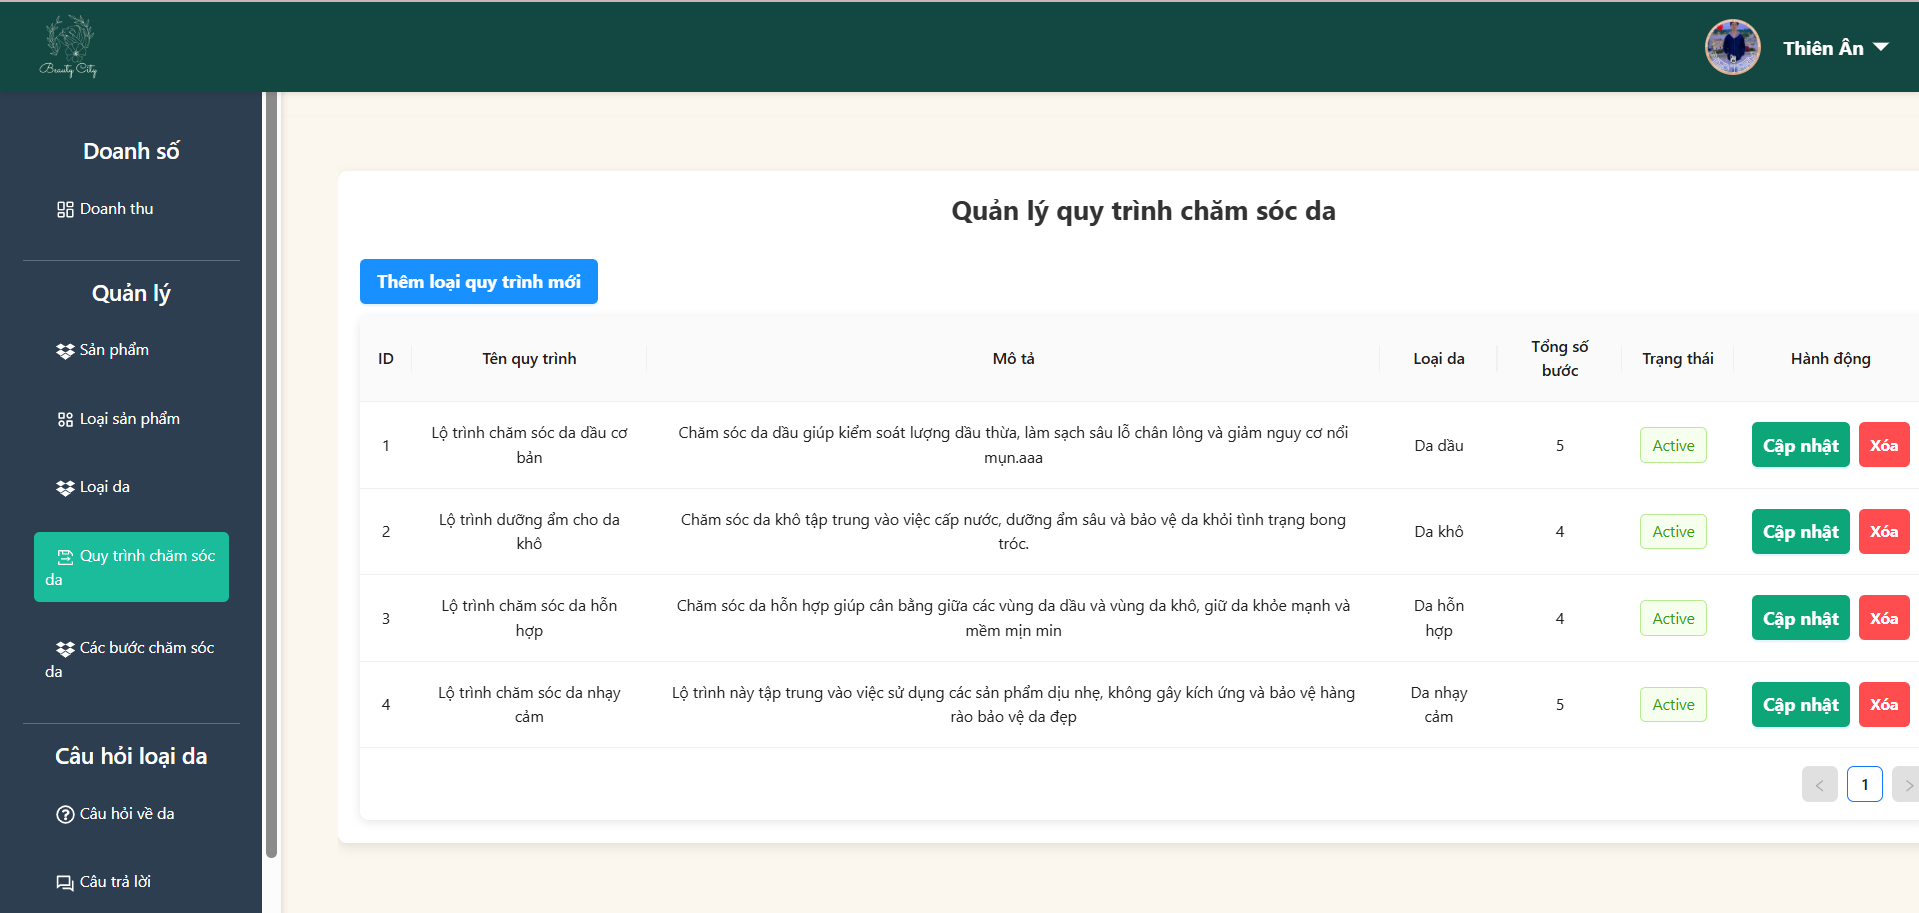 Beauty City
Thiên Ân
Doanh số
Doanh thu
Quản lý
Sản phẩm
Loại sản phẩm
Loại da
Quy trình chăm sóc
da
Các bước chăm sóc
da
Câu hỏi loại da
Câu hỏi về da
Câu trả lời
Quản lý quy trình chăm sóc da
Thêm loại quy trình mới
ID
Tên quy trình
Mô tả
Loại da
Tổng số
bước
Trạng thái
Hành động
1
Lộ trình chăm sóc da dầu cơ
bản
Chăm sóc da dầu giúp kiểm soát lượng dầu thừa, làm sạch sâu lỗ chân lông và giảm nguy cơ nổi
mụn.aaa
Da dầu
5
Active
Cập nhật
Xóa
2
Lộ trình dưỡng ẩm cho da
khô
Chăm sóc da khô tập trung vào việc cấp nước, dưỡng ẩm sâu và bảo vệ da khỏi tình trạng bong
tróc.
Da khô
4
Active
Cập nhật
Xóa
3
Lộ trình chăm sóc da hỗn
hợp
Chăm sóc da hỗn hợp giúp cân bằng giữa các vùng da dầu và vùng da khô, giữ da khỏe mạnh và
mềm mịn min
Da hỗn
hợp
4
Active
Cập nhật
Xóa
4
Lộ trình chăm sóc da nhạy
cảm
Lộ trình này tập trung vào việc sử dụng các sản phẩm dịu nhẹ, không gây kích ứng và bảo vệ hàng
rào bảo vệ da đẹp
Da nhạy
cảm
5
Active
Cập nhật
Xóa
1